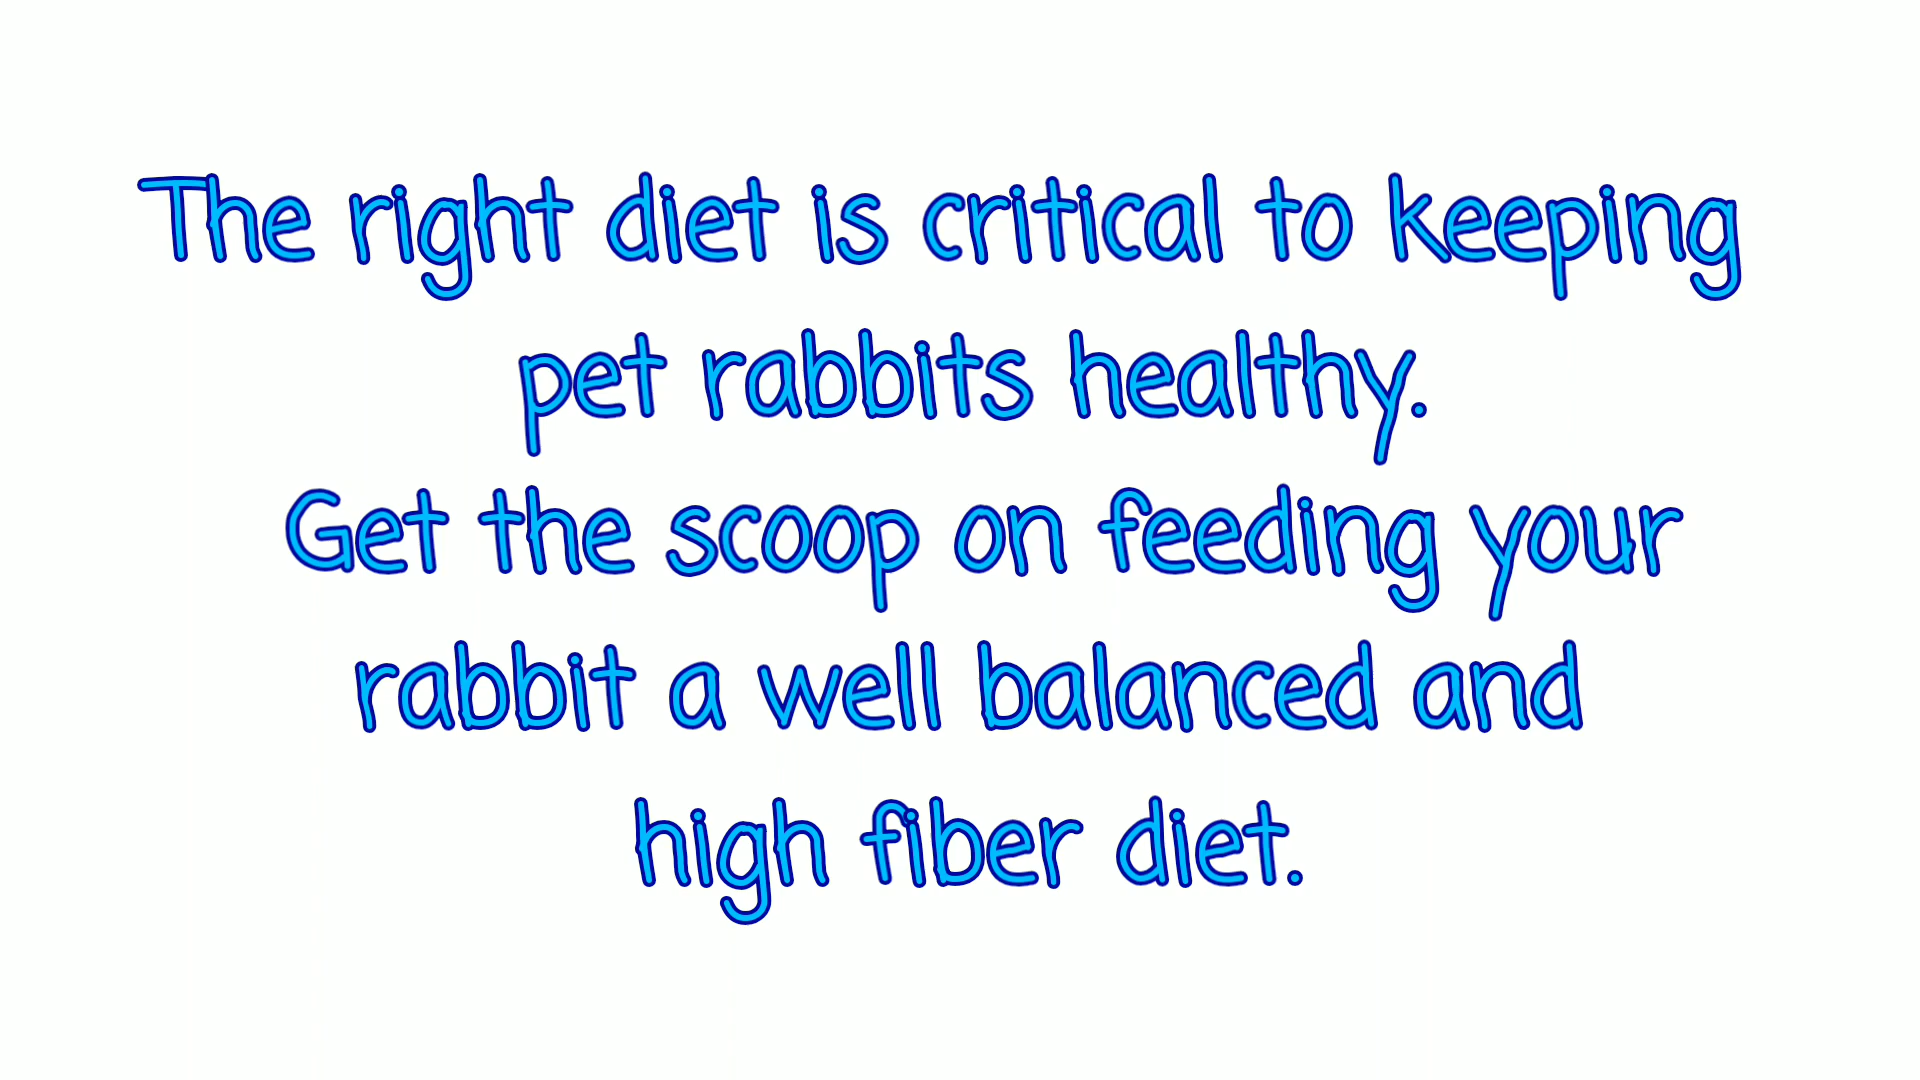 The right diet is critical to keeping
pet rabbits healthy.
Get the scoop on feeding your
rabbit a well balanced and
high fiber diet.